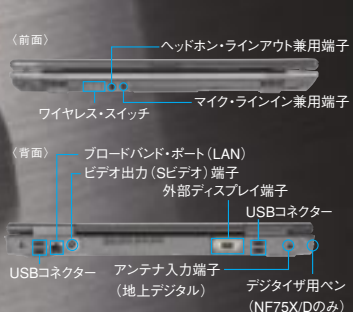 〈前面〉
ヘッドホン・ラインアウト兼用端子
マイク・ラインイン兼用端子
ワイヤレス・スイッチ
〈背面〉
ブロードバンド・ポート(LAN)
ビデオ出力(Sビデオ)端子
外部ディスプレイ端子
USBコネクター
USBコネクター
アンテナ入力端子
(地上デジタル)
デジタイザ用ペン
(NF75X/Dのみ)